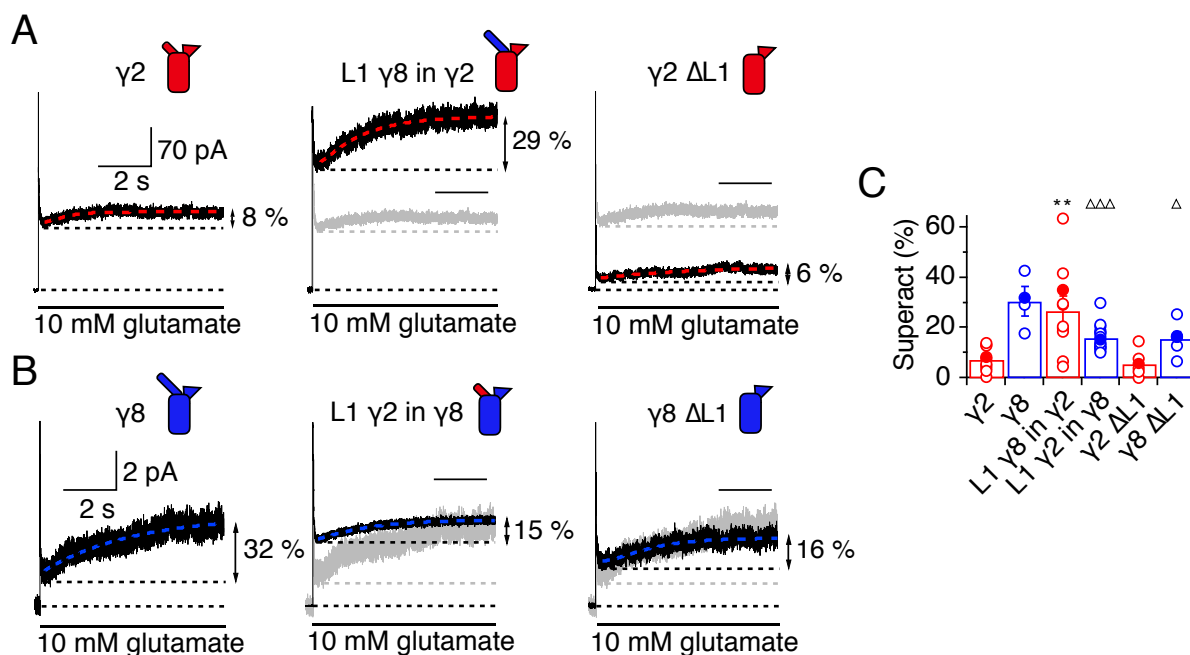 A
γ2
L1 γ8 in γ2
γ2 ΔL1
70 pA
2 s
8 %
29 %
6 %
10 mM glutamate
10 mM glutamate
10 mM glutamate
B
γ8
L1 γ2 in γ8
γ8 ΔL1
2 pA
2 s
32 %
15 %
16 %
10 mM glutamate
10 mM glutamate
10 mM glutamate
C
** ΔΔΔ Δ
Superact (%)
60
40
20
0
γ2
γ8
L1 γ8 in γ2
L1 γ2 in γ8
γ2 ΔL1
γ8 ΔL1